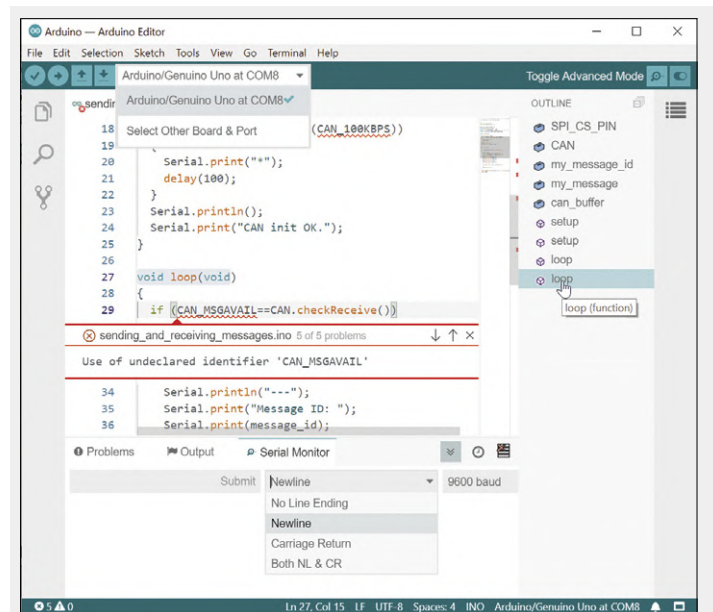 Arduino — Arduino Editor
File Edit Selection Sketch Tools View Go Terminal Help
Arduino/Genuino Uno at COM8
Toggle Advanced Mode
Arduino/Genuino Uno at COM8
Select Other Board & Port
sendin
OUTLINE
SPI_CS_PIN
CAN
my_message_id
my_message
can_buffer
setup
setup
loop
loop
loop (function)
18 (CAN_100KBPS))
19 {
20 Serial.print("*");
21 delay(100);
22 }
23 Serial.println();
24 Serial.print("CAN init OK.");
25 }
26
27 void loop(void)
28 {
29 if (CAN_MSGAVAIL==CAN.checkReceive())
sending_and_receiving_messages.ino 5 of 5 problems
Use of undeclared identifier 'CAN_MSGAVAIL'
34 Serial.println("---");
35 Serial.print("Message ID: ");
36 Serial.print(message_id);
Problems Output Serial Monitor
Submit Newline 9600 baud
No Line Ending
Newline
Carriage Return
Both NL & CR
5 0 Ln 27, Col 15 LF UTF-8 Spaces: 4 INO Arduino/Genuino Uno at COM8